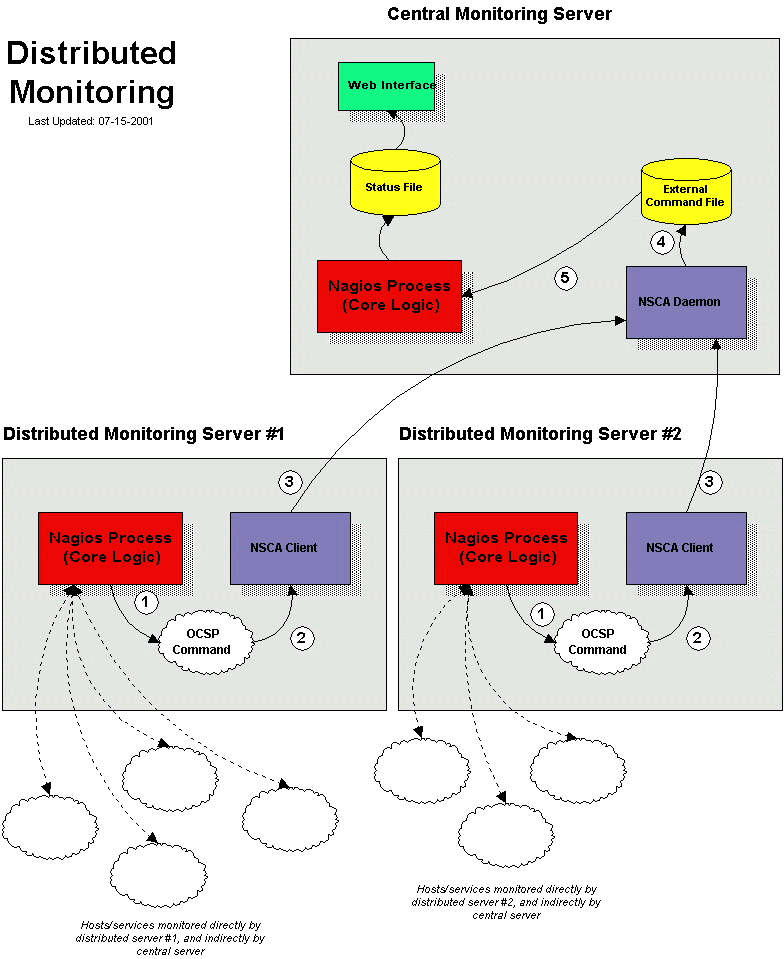 Central Monitoring Server
Distributed
Monitoring
Last Updated: 07-15-2001
Web Interface
Status File
External
Command File
4
5
Nagios Process
(Core Logic)
NSCA Daemon
Distributed Monitoring Server #1
Distributed Monitoring Server #2
3
3
Nagios Process
(Core Logic)
NSCA Client
Nagios Process
(Core Logic)
NSCA Client
1
OCSP
Command
2
1
OCSP
Command
2
Hosts/services monitored directly by
distributed server #2, and indirectly by
central server
Hosts/services monitored directly by
distributed server #1, and indirectly by
central server